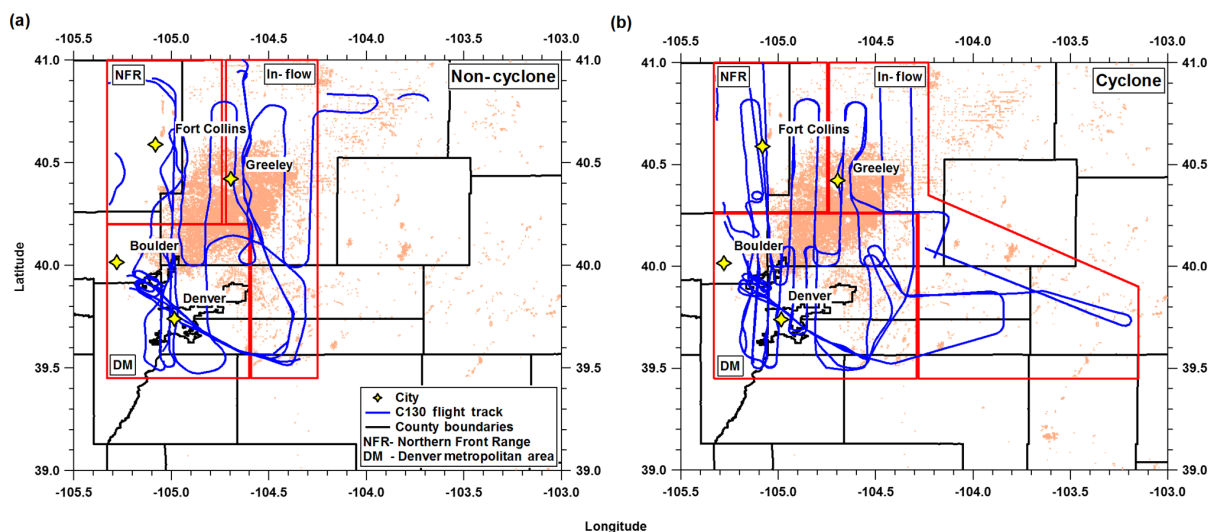 (a)
(b)
-105.5 -105.0 -104.5 -104.0 -103.5 -103.0
-105.5 -105.0 -104.5 -104.0 -103.5 -103.0
41.0 41.0 41.0 41.0
NFR In- flow Non-cyclone
NFR In- flow Cyclone
Fort Collins
Fort Collins
40.5 40.5 40.5 40.5
Greeley
Greeley
Boulder
Boulder
Latitude
40.0 40.0 40.0 40.0
Denver
Denver
39.5 39.5 39.5 39.5
DM
DM
City
C130 flight track
County boundaries
NFR- Northern Front Range
DM - Denver metropolitan area
39.0 39.0 39.0 39.0
-105.5 -105.0 -104.5 -104.0 -103.5 -103.0
-105.5 -105.0 -104.5 -104.0 -103.5 -103.0
Longitude